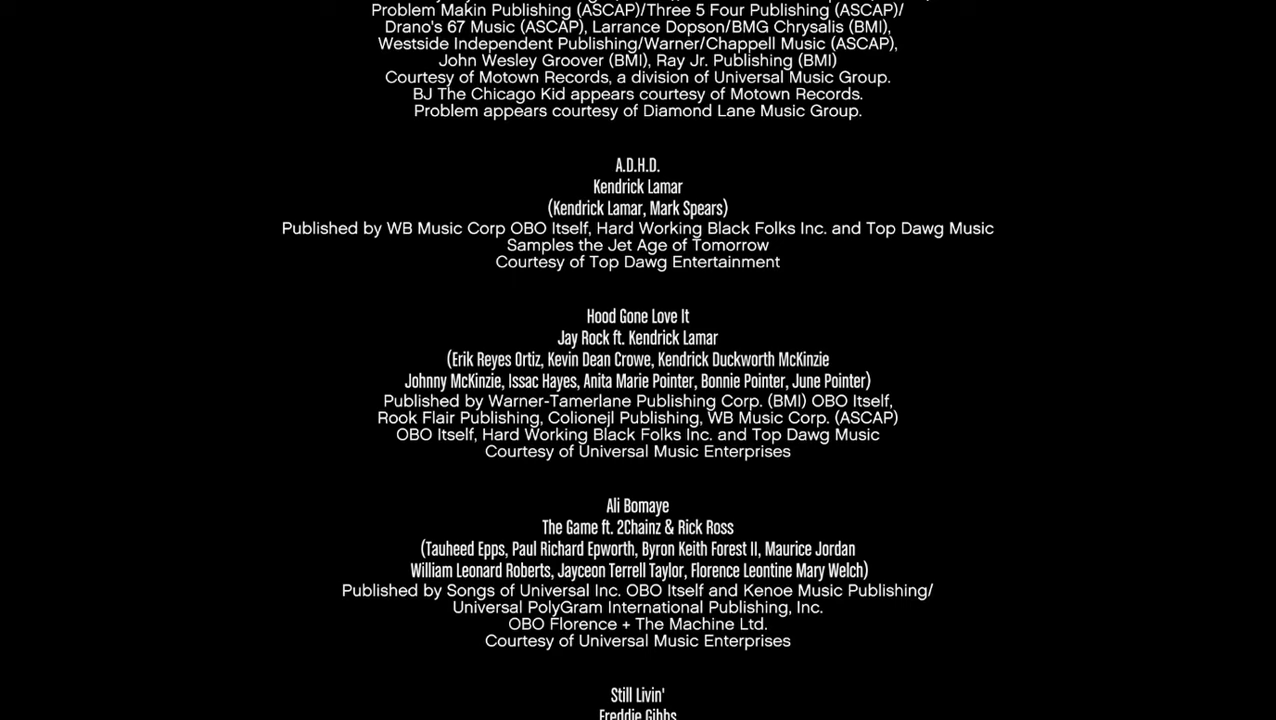 Problem Makin Publishing (ASCAP)/Three 5 Four Publishing (ASCAP)/
Drano's 67 Music (ASCAP), Larrance Dopson/BMG Chrysalis (BMI),
Westside Independent Publishing/Warner/Chappell Music (ASCAP),
John Wesley Groover (BMI), Ray Jr. Publishing (BMI)
Courtesy of Motown Records, a division of Universal Music Group.
BJ The Chicago Kid appears courtesy of Motown Records.
Problem appears courtesy of Diamond Lane Music Group.
A.D.H.D.
Kendrick Lamar
(Kendrick Lamar, Mark Spears)
Published by WB Music Corp OBO Itself, Hard Working Black Folks Inc. and Top Dawg Music
Samples the Jet Age of Tomorrow
Courtesy of Top Dawg Entertainment
Hood Gone Love It
Jay Rock ft. Kendrick Lamar
(Erik Reyes Ortiz, Kevin Dean Crowe, Kendrick Duckworth McKinzie
Johnny McKinzie, Issac Hayes, Anita Marie Pointer, Bonnie Pointer, June Pointer)
Published by Warner-Tamerlane Publishing Corp. (BMI) OBO Itself,
Rook Flair Publishing, Colionejl Publishing, WB Music Corp. (ASCAP)
OBO Itself, Hard Working Black Folks Inc. and Top Dawg Music
Courtesy of Universal Music Enterprises
Ali Bomaye
The Game ft. 2Chainz & Rick Ross
(Tauheed Epps, Paul Richard Epworth, Byron Keith Forest II, Maurice Jordan
William Leonard Roberts, Jayceon Terrell Taylor, Florence Leontine Mary Welch)
Published by Songs of Universal Inc. OBO Itself and Kenoe Music Publishing/
Universal PolyGram International Publishing, Inc.
OBO Florence + The Machine Ltd.
Courtesy of Universal Music Enterprises
Still Livin'
Freddie Gibbs